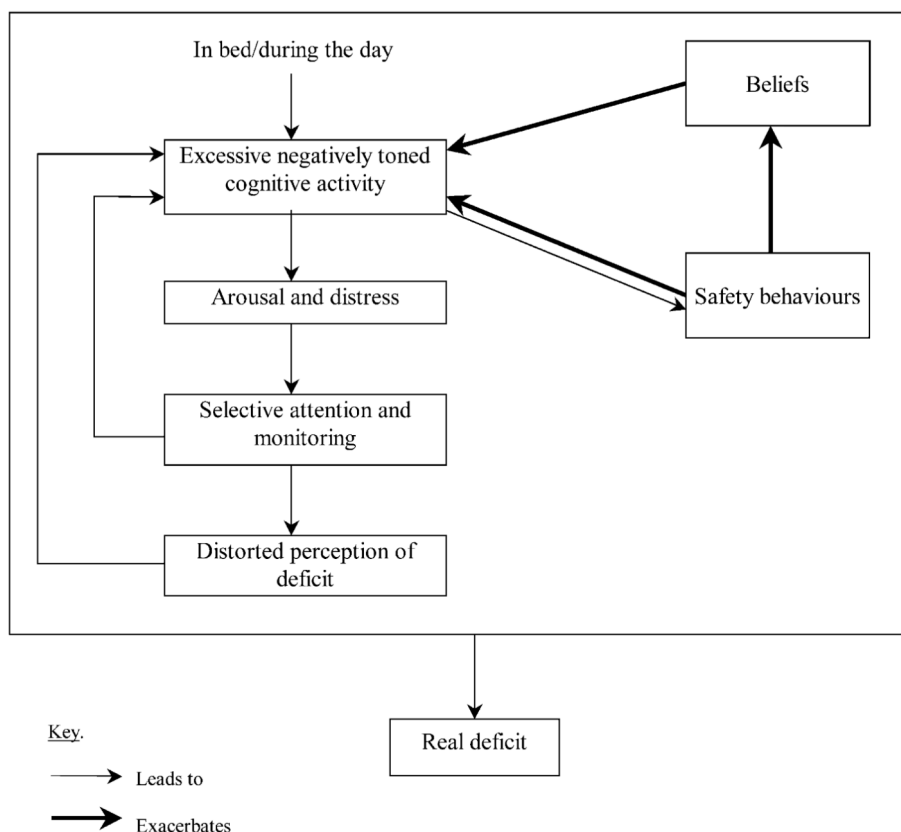 In bed/during the day
Beliefs
Excessive negatively toned
cognitive activity
Arousal and distress
Safety behaviours
Selective attention and
monitoring
Distorted perception of
deficit
Real deficit
Key.
Leads to
Exacerbates